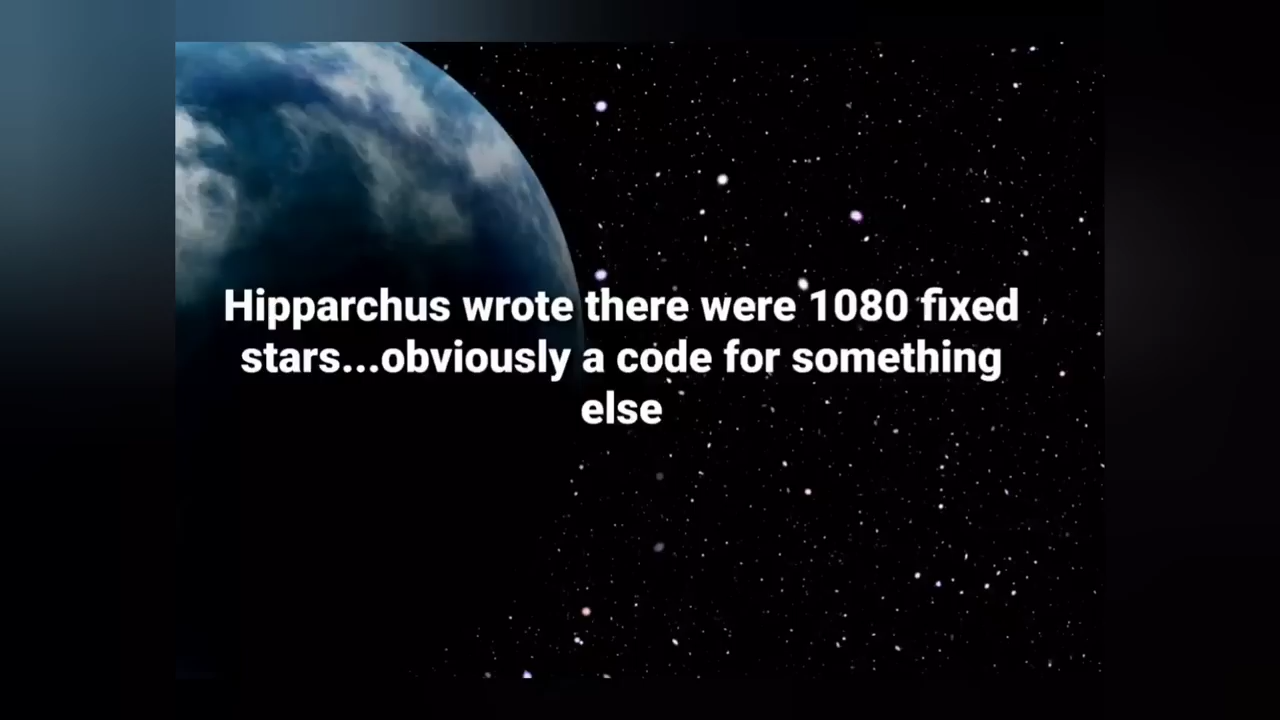 Hipparchus wrote there were 1080 fixed
stars...obviously a code for something
else